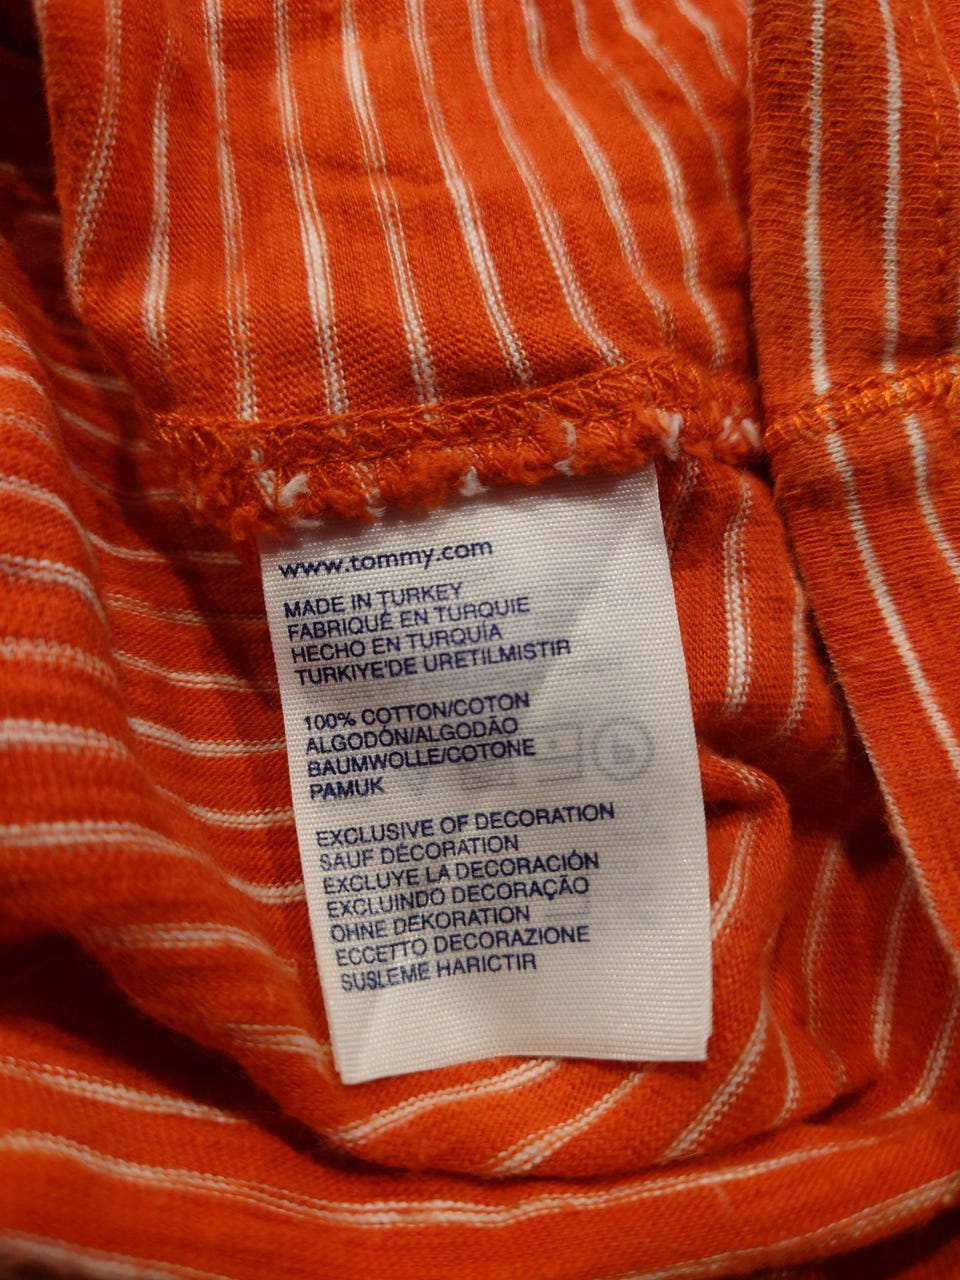 www.tommy.com
MADE IN TURKEY
FABRIQUÉ EN TURQUIE
HECHO EN TURQUÍA
TURKIYE'DE URETILMISTIR
100% COTTON/COTON
ALGODÓN/ALGODÃO
BAUMWOLLE/COTONE
PAMUK
EXCLUSIVE OF DECORATION
SAUF DÉCORATION
EXCLUYE LA DECORACIÓN
EXCLUINDO DECORAÇÃO
OHNE DEKORATION
ECCETTO DECORAZIONE
SUSLEME HARICTIR